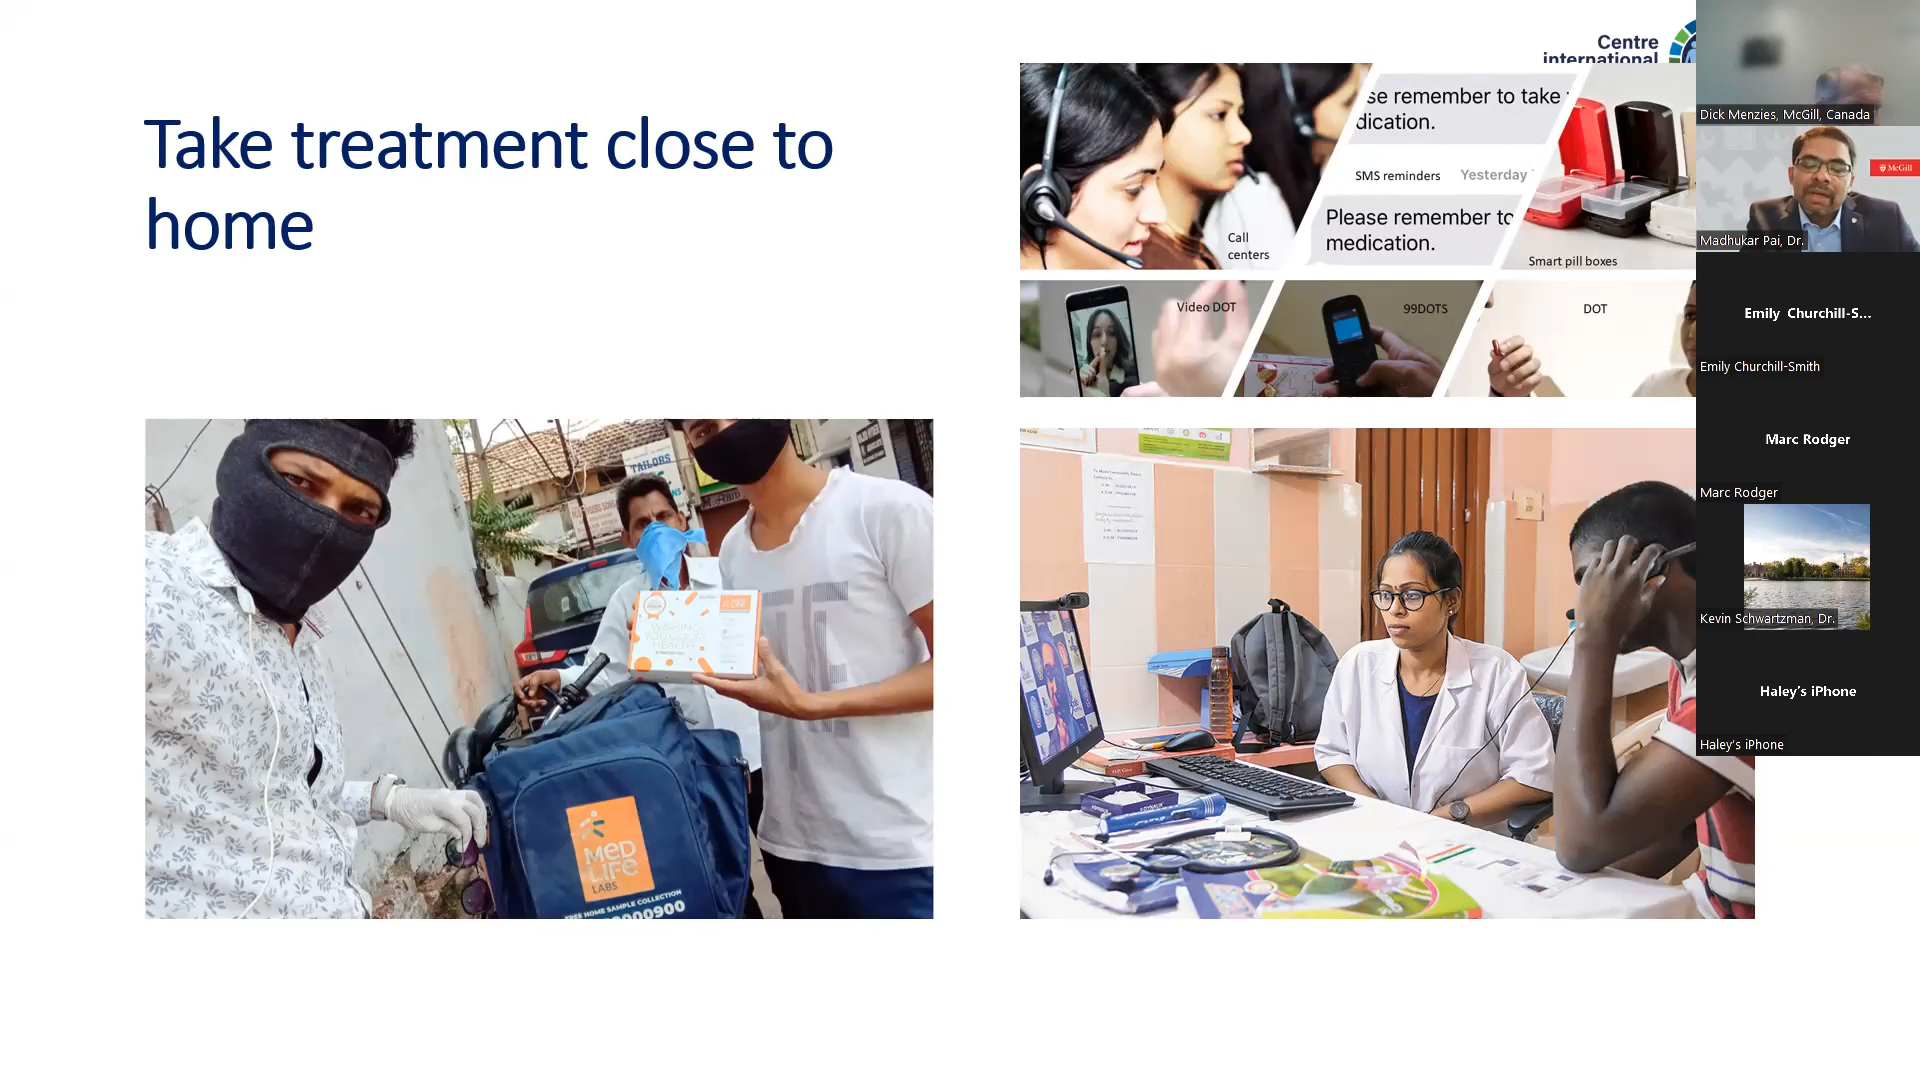 Take treatment close to
home
Centre
international
se remember to take
dication.
SMS reminders
Yesterday
Please remember to
medication.
Call
centers
Smart pill boxes
Video DOT
99DOTS
DOT
TAILORS
MED
LIFE
LABS
FREE HOME SAMPLE COLLECTION
000900
Dick Menzies, McGill, Canada
McGill
Madhukar Pai, Dr.
Emily Churchill-S...
Emily Churchill-Smith
Marc Rodger
Marc Rodger
Kevin Schwartzman, Dr.
Haley's iPhone
Haley's iPhone